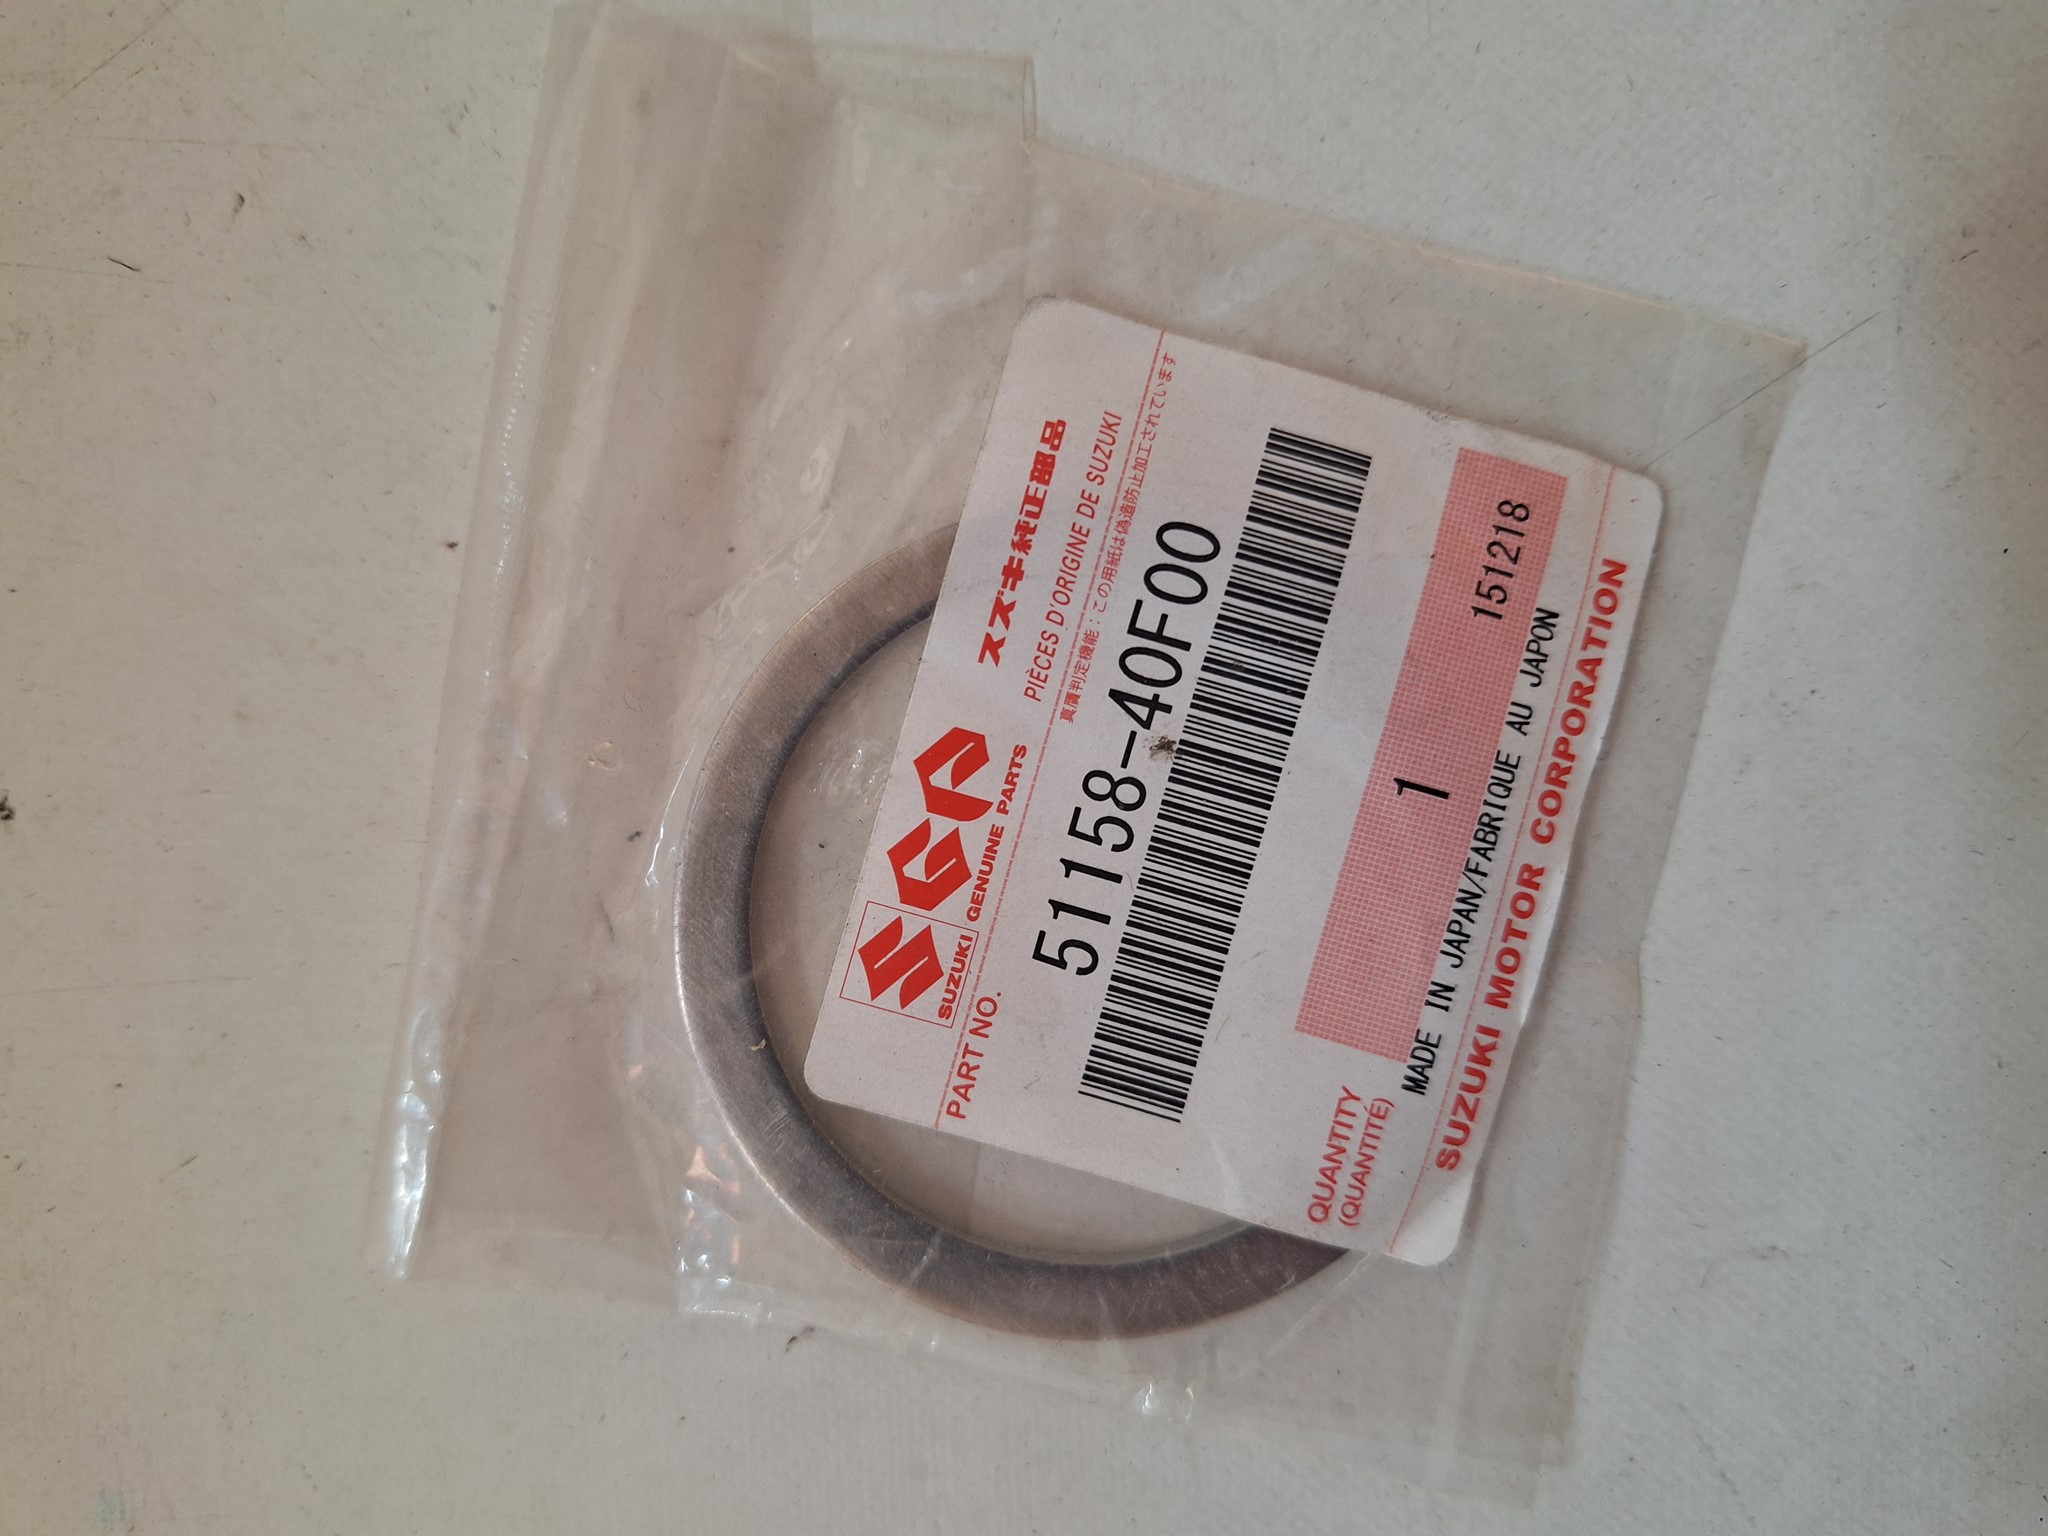 SUZUKI
SGP
スズキ純正部品
GENUINE PARTS
PIÈCES D'ORIGINE DE SUZUKI
PART NO.
真贋判定機能：この用紙は偽造防止加工されています
51158-40F00
QUANTITY
(QUANTITÉ)
1
151218
MADE IN JAPAN/FABRIQUE AU JAPON
SUZUKI MOTOR CORPORATION